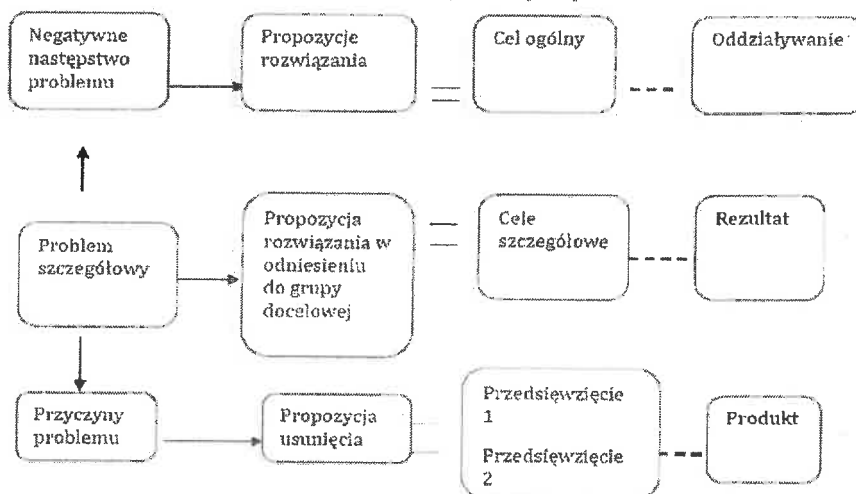 Negatywne
następstwo
problemu
Propozycje
rozwiązania
Cel ogólny
Oddziaływanie
Problem
szczegółowy
Propozycja
rozwiązania w
odniesieniu
do grupy
docelowej
Cele
szczegółowe
Rezultat
Przyczyny
problemu
Propozycja
usunięcia
Przedsięwzięcie
1
Przedsięwzięcie
2
Produkt